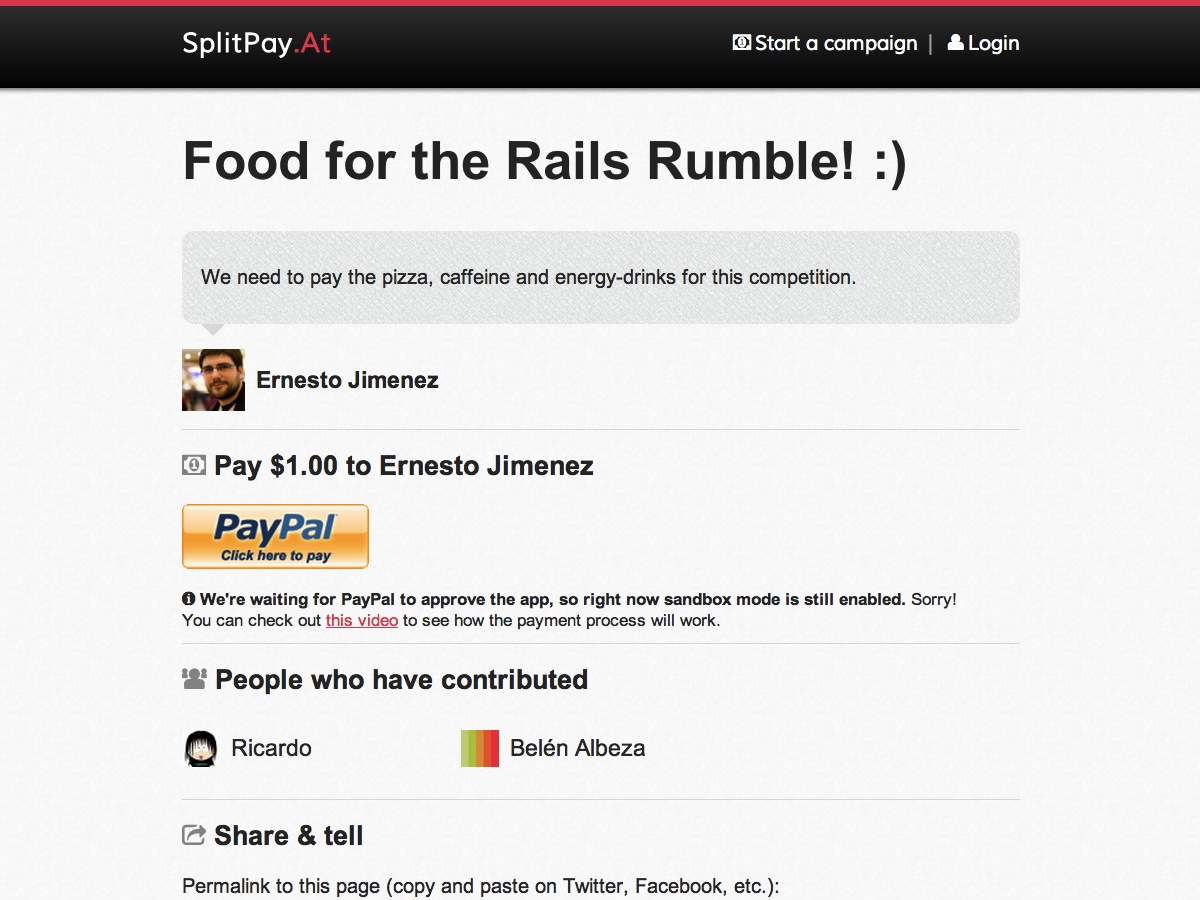 SplitPay.At
Start a campaign | Login
Food for the Rails Rumble! :)
We need to pay the pizza, caffeine and energy-drinks for this competition.
Ernesto Jimenez
Pay $1.00 to Ernesto Jimenez
PayPal
Click here to pay
We're waiting for PayPal to approve the app, so right now sandbox mode is still enabled. Sorry!
You can check out this video to see how the payment process will work.
People who have contributed
Ricardo
Belén Albeza
Share & tell
Permalink to this page (copy and paste on Twitter, Facebook, etc.):